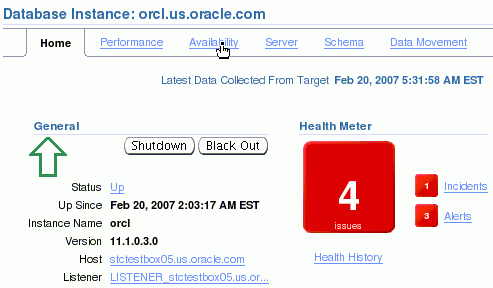 Database Instance: orcl.us.oracle.com
Home Performance Availability Server Schema Data Movement
Latest Data Collected From Target Feb 20, 2007 5:31:58 AM EST
General
Shutdown Black Out
Status Up
Up Since Feb 20, 2007 2:03:17 AM EST
Instance Name orcl
Version 11.1.0.3.0
Host stctestbox05.us.oracle.com
Listener LISTENER_stctestbox05.us.or...
Health Meter
4
issues
1 Incidents
3 Alerts
Health History